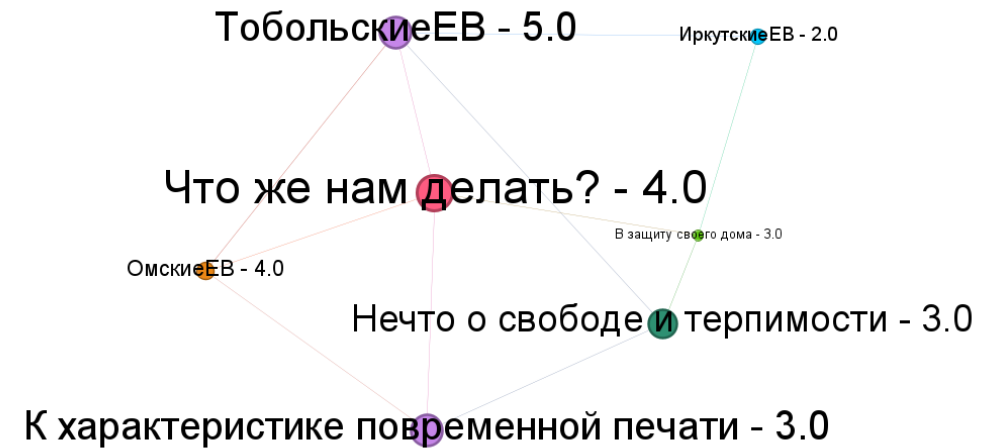 ТобольскиеЕВ - 5.0
ИркутскиеЕВ - 2.0
Что же нам делать? - 4.0
В защиту своего дома - 3.0
ОмскиеЕВ - 4.0
Нечто о свободе и терпимости - 3.0
К характеристике повременной печати - 3.0